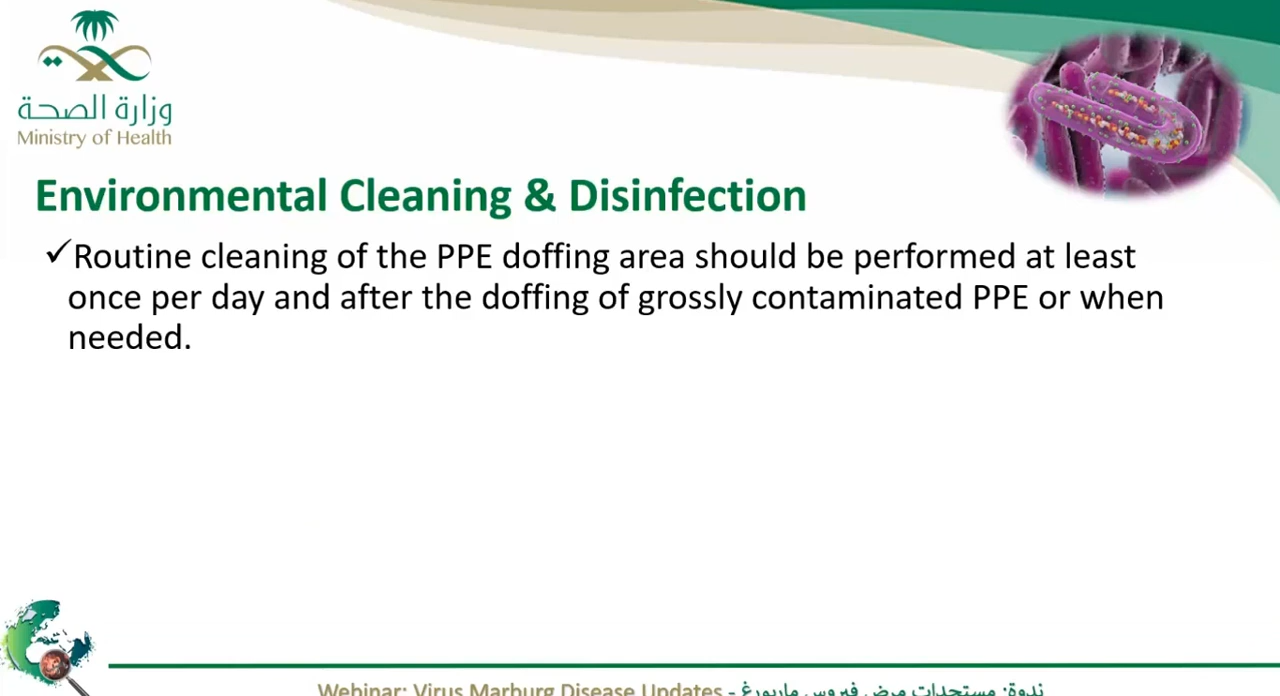 وزارة الصحة
Ministry of Health
Environmental Cleaning & Disinfection
✓Routine cleaning of the PPE doffing area should be performed at least
once per day and after the doffing of grossly contaminated PPE or when
needed.
Webinar: Virus Marburg Disease Updates - ندوة: مستجدات مرض فيروس ماربورغ